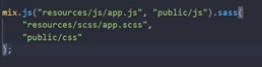 mix.js("resources/js/app.js", "public/js").sass(
"resources/scss/app.scss",
"public/css"
);